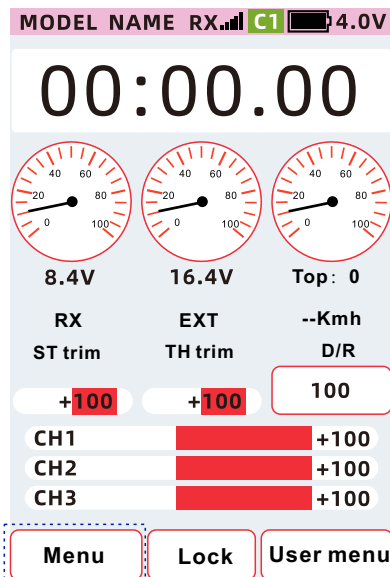 MODEL NAME RX C1 4.0V
00:00.00
40 60 40 60 40 60
20 80 20 80 20 80
0 100 0 100 0 100
8.4V 16.4V Top: 0
RX EXT --Kmh
ST trim TH trim D/R
+100 +100 100
CH1 +100
CH2 +100
CH3 +100
Menu Lock User menu